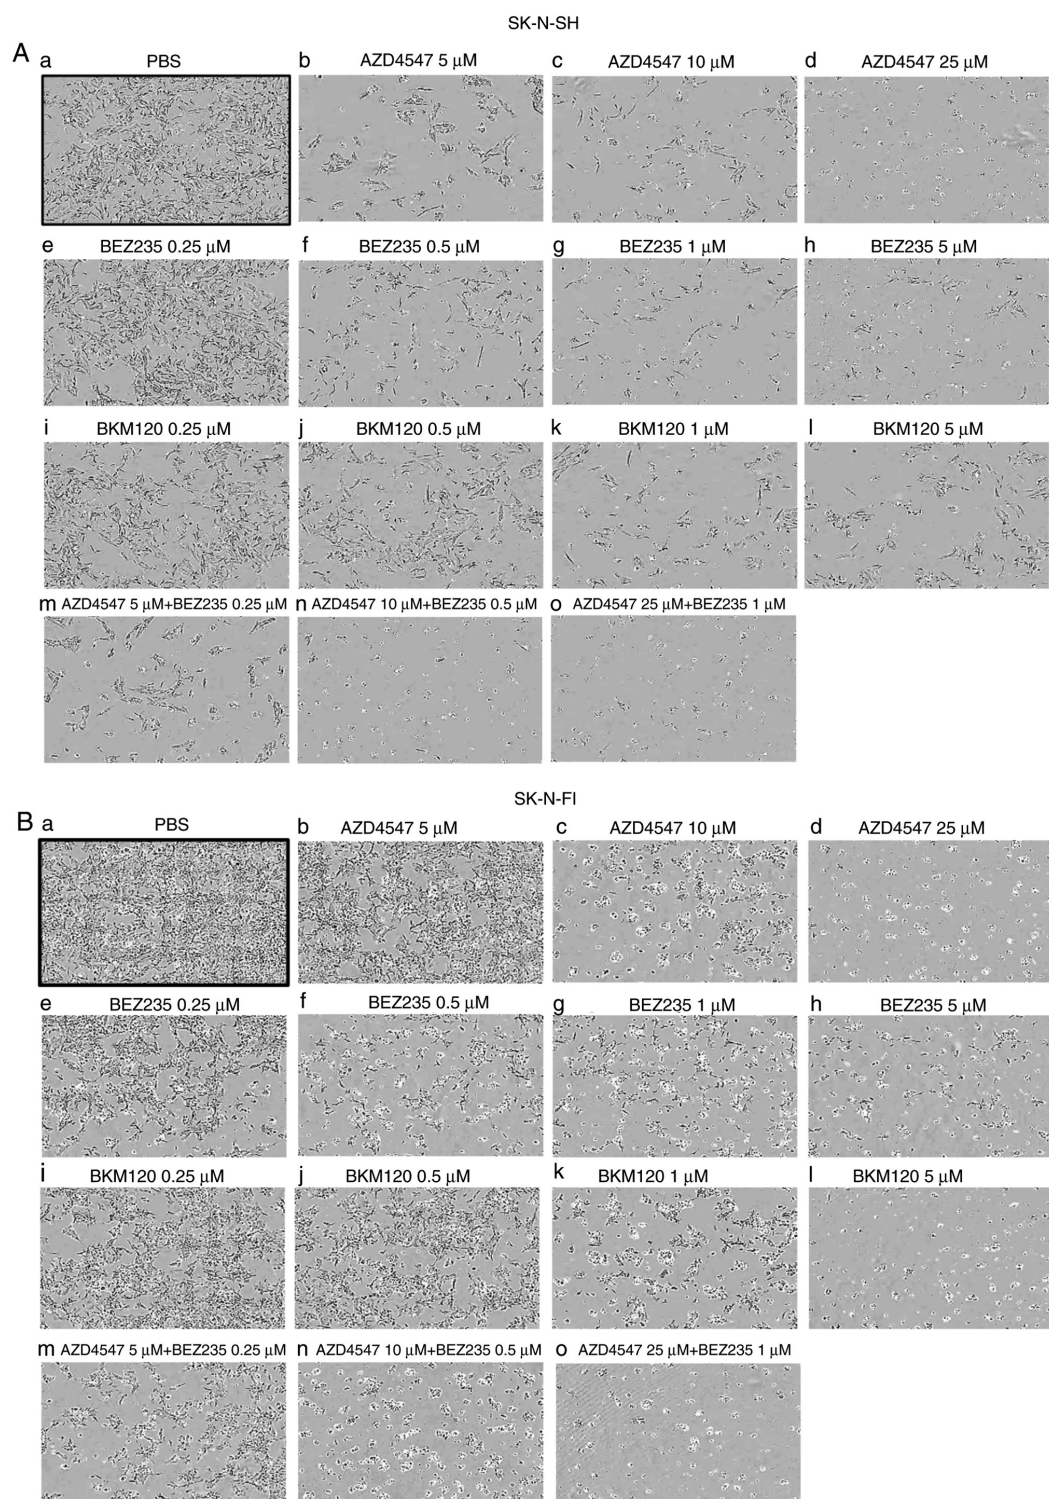 SK-N-SH
A
a PBS
b AZD4547 5 μM
c AZD4547 10 μM
d AZD4547 25 μM
e BEZ235 0.25 μM
f BEZ235 0.5 μM
g BEZ235 1 μM
h BEZ235 5 μM
i BKM120 0.25 μM
j BKM120 0.5 μM
k BKM120 1 μM
l BKM120 5 μM
m AZD4547 5 μM+BEZ235 0.25 μM
n AZD4547 10 μM+BEZ235 0.5 μM
o AZD4547 25 μM+BEZ235 1 μM
SK-N-FI
B
a PBS
b AZD4547 5 μM
c AZD4547 10 μM
d AZD4547 25 μM
e BEZ235 0.25 μM
f BEZ235 0.5 μM
g BEZ235 1 μM
h BEZ235 5 μM
i BKM120 0.25 μM
j BKM120 0.5 μM
k BKM120 1 μM
l BKM120 5 μM
m AZD4547 5 μM+BEZ235 0.25 μM
n AZD4547 10 μM+BEZ235 0.5 μM
o AZD4547 25 μM+BEZ235 1 μM